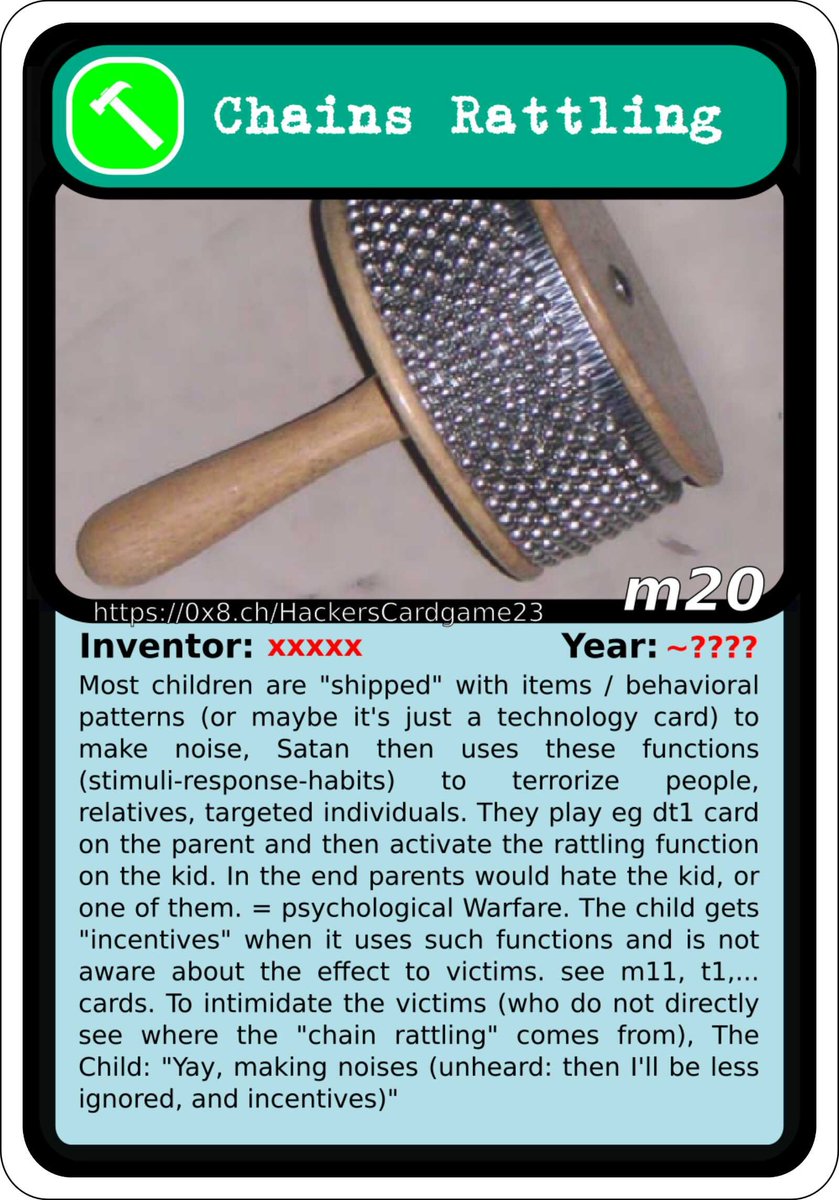 Chains Rattling
m20
https://0x8.ch/HackersCardgame23
Inventor: xxxxx Year: ~????
Most children are "shipped" with items / behavioral
patterns (or maybe it's just a technology card) to
make noise, Satan then uses these functions
(stimuli-response-habits) to terrorize people,
relatives, targeted individuals. They play eg dt1 card
on the parent and then activate the rattling function
on the kid. In the end parents would hate the kid, or
one of them. = psychological Warfare. The child gets
"incentives" when it uses such functions and is not
aware about the effect to victims. see m11, t1,...
cards. To intimidate the victims (who do not directly
see where the "chain rattling" comes from), The
Child: "Yay, making noises (unheard: then I'll be less
ignored, and incentives)"